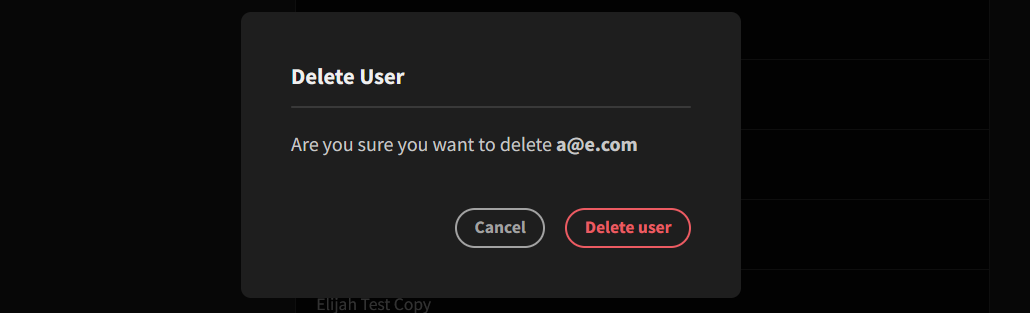 Delete User
Are you sure you want to delete a@e.com
Cancel
Delete user
Elijah Test Copy